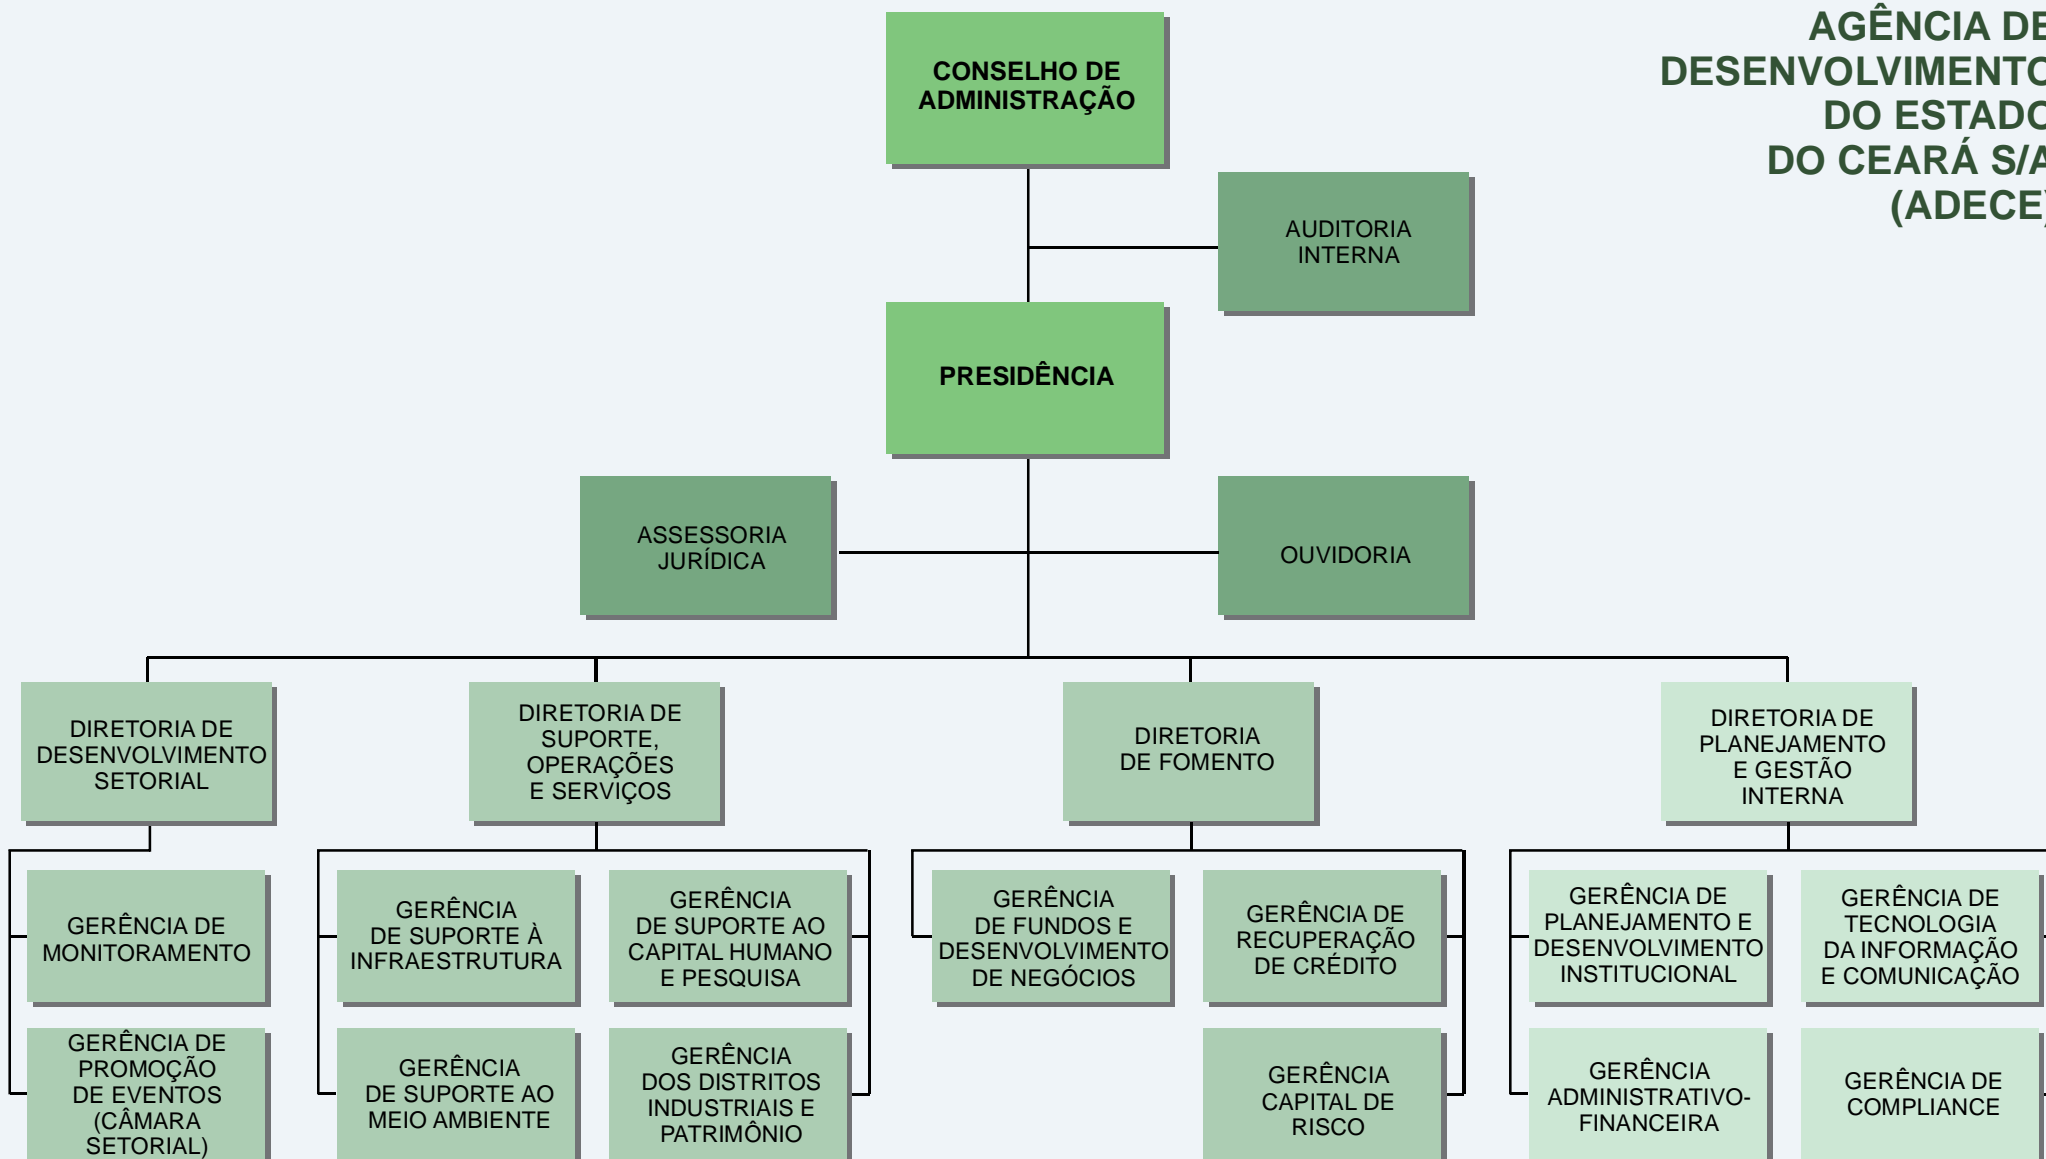 AGÊNCIA DE
DESENVOLVIMENTO
DO ESTADO
DO CEARÁ S/A
(ADECE)
CONSELHO DE
ADMINISTRAÇÃO
AUDITORIA
INTERNA
PRESIDÊNCIA
ASSESSORIA
JURÍDICA
OUVIDORIA
DIRETORIA DE
DESENVOLVIMENTO
SETORIAL
DIRETORIA DE
SUPORTE,
OPERAÇÕES
E SERVIÇOS
DIRETORIA
DE FOMENTO
DIRETORIA DE
PLANEJAMENTO
E GESTÃO
INTERNA
GERÊNCIA DE
MONITORAMENTO
GERÊNCIA
DE SUPORTE À
INFRAESTRUTURA
GERÊNCIA
DE SUPORTE AO
CAPITAL HUMANO
E PESQUISA
GERÊNCIA
DE FUNDOS E
DESENVOLVIMENTO
DE NEGÓCIOS
GERÊNCIA DE
RECUPERAÇÃO
DE CRÉDITO
GERÊNCIA DE
PLANEJAMENTO E
DESENVOLVIMENTO
INSTITUCIONAL
GERÊNCIA DE
TECNOLOGIA
DA INFORMAÇÃO
E COMUNICAÇÃO
GERÊNCIA DE
PROMOÇÃO
DE EVENTOS
(CÂMARA
SETORIAL)
GERÊNCIA
DE SUPORTE AO
MEIO AMBIENTE
GERÊNCIA
DOS DISTRITOS
INDUSTRIAIS E
PATRIMÔNIO
GERÊNCIA
CAPITAL DE
RISCO
GERÊNCIA
ADMINISTRATIVO-
FINANCEIRA
GERÊNCIA DE
COMPLIANCE